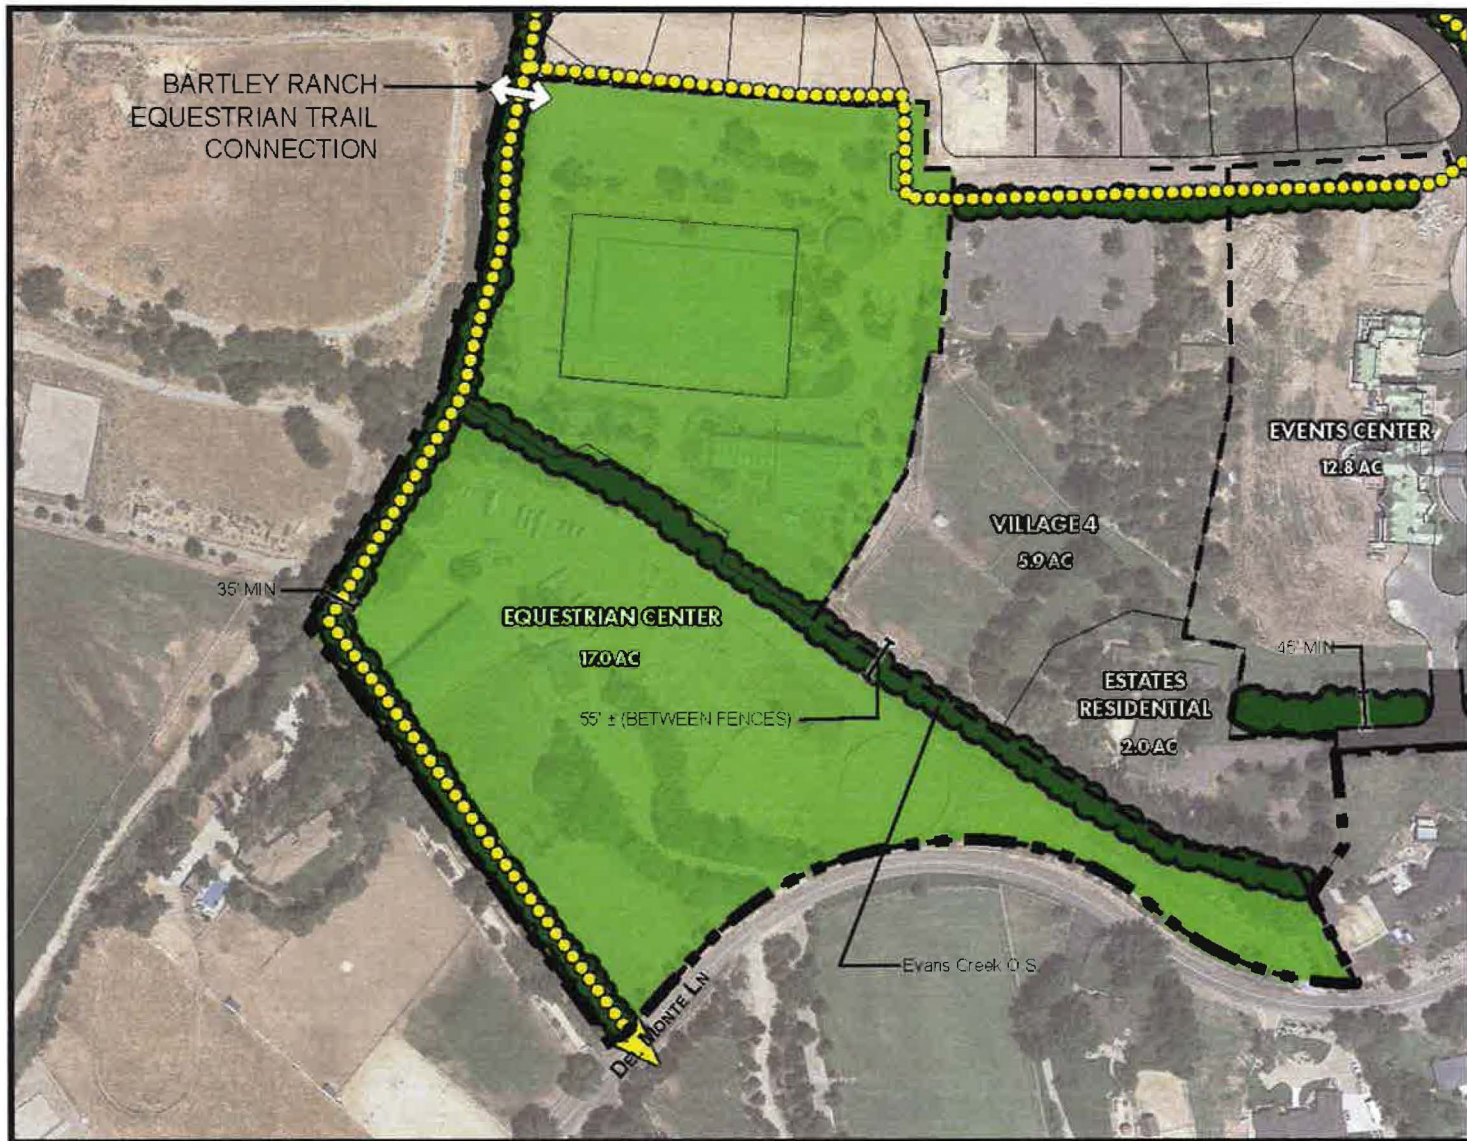 BARTLEY RANCH
EQUESTRIAN TRAIL
CONNECTION
EVENTS CENTER
12.8 AC
VILLAGE 4
5.9 AC
35' MIN
EQUESTRIAN CENTER
17.0 AC
45' MIN
ESTATES
RESIDENTIAL
2.0 AC
55' ± (BETWEEN FENCES)
Evans Creek O.S.
DEL MONTE LN